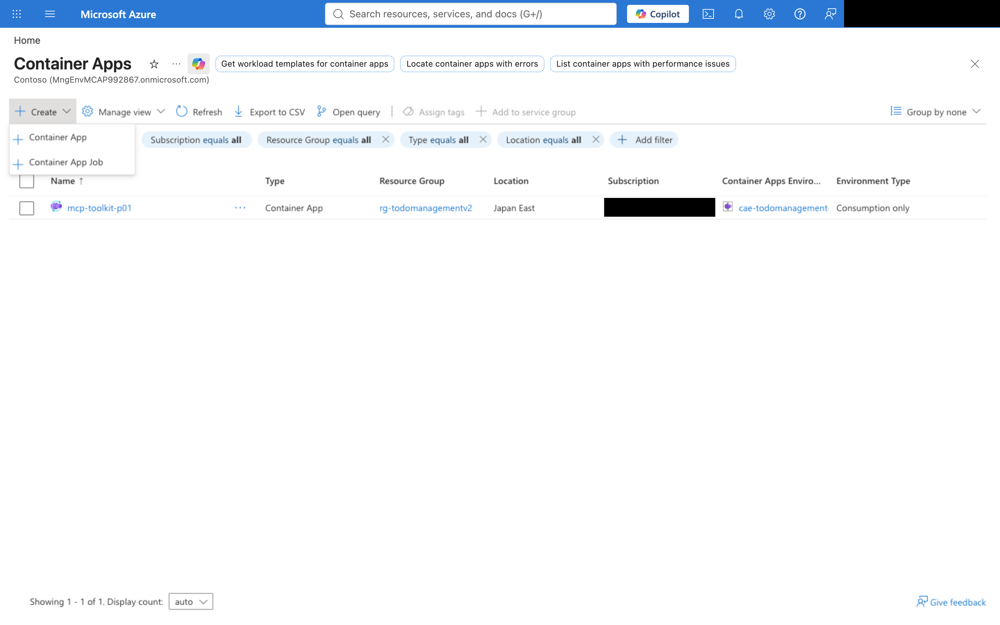 Microsoft Azure
Search resources, services, and docs (G+/)
Copilot
Home
Container Apps
Get workload templates for container apps
Locate container apps with errors
List container apps with performance issues
Contoso (MngEnvMCAP992867.onmicrosoft.com)
Create
Manage view
Refresh
Export to CSV
Open query
Assign tags
Add to service group
Group by none
Container App
Container App Job
Subscription equals all
Resource Group equals all
Type equals all
Location equals all
Add filter
Name ↑ Type Resource Group Location Subscription Container Apps Enviro... Environment Type
mcp-toolkit-p01 ... Container App rg-todomanagementv2 Japan East cae-todomanagement- Consumption only
Showing 1 - 1 of 1. Display count: auto
Give feedback